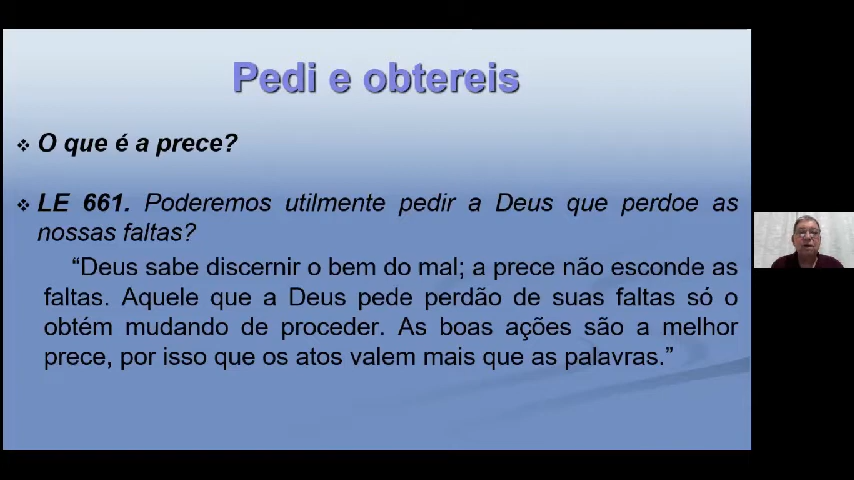 Pedi e obtereis
O que é a prece?
LE 661. Poderemos utilmente pedir a Deus que perdoe as
nossas faltas?
“Deus sabe discernir o bem do mal; a prece não esconde as
faltas. Aquele que a Deus pede perdão de suas faltas só o
obtém mudando de proceder. As boas ações são a melhor
prece, por isso que os atos valem mais que as palavras.”